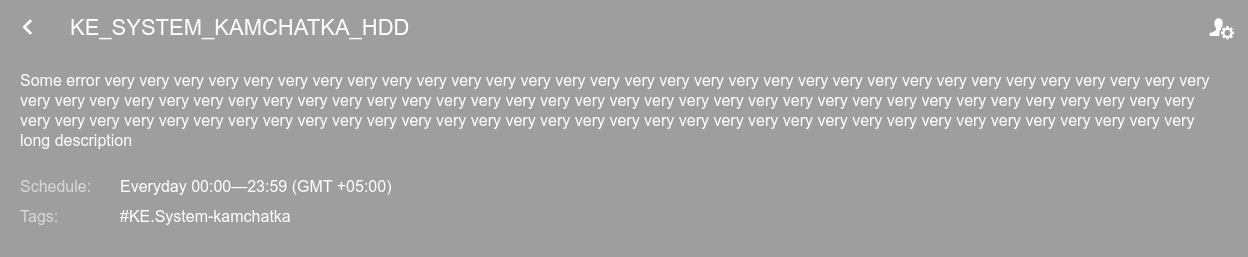 KE_SYSTEM_KAMCHATKA_HDD
Some error very very very very very very very very very very very very very very very very very very very very very very very very very very very very very very very very
very very very very very very very very very very very very very very very very very very very very very very very very very very very very very very very very very very
very very very very very very very very very very very very very very very very very very very very very very very very very very very very very very very very very very
long description
Schedule: Everyday 00:00—23:59 (GMT +05:00)
Tags: #KE.System-kamchatka